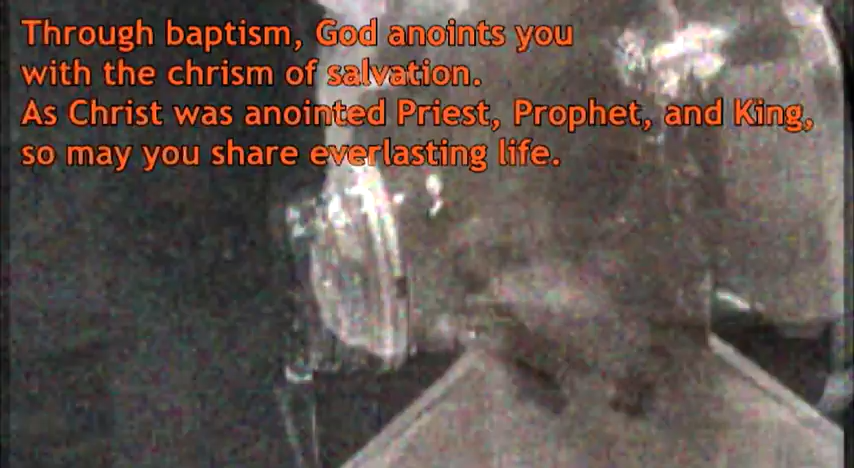 Through baptism, God anoints you
with the chrism of salvation.
As Christ was anointed Priest, Prophet, and King,
so may you share everlasting life.